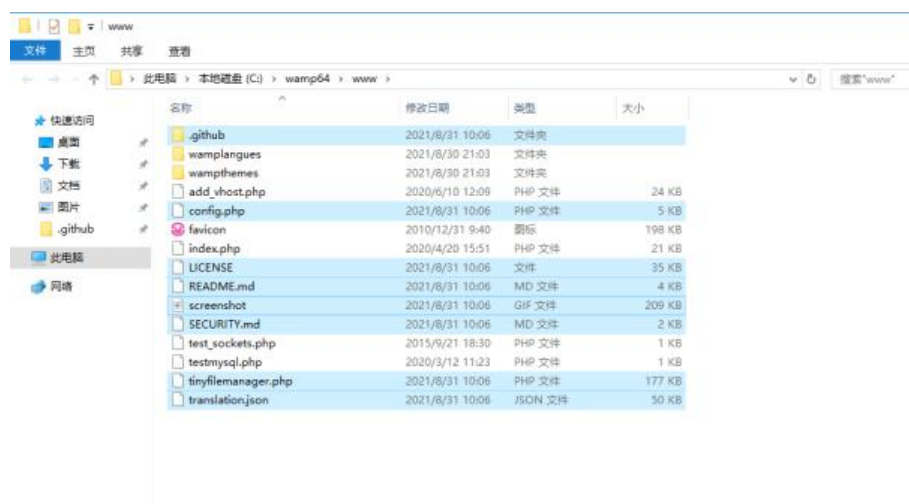 www
文件 主页 共享 查看
此电脑 › 本地磁盘 (C:) › wamp64 › www › 搜索"www"
名称 修改日期 类型 大小
快速访问
桌面
下载
文档
图片
.github
此电脑
网络
.github 2021/8/31 10:06 文件夹
wamplangues 2021/8/30 21:03 文件夹
wampthemes 2021/8/30 21:03 文件夹
add_vhost.php 2020/6/10 12:09 PHP 文件 24 KB
config.php 2021/8/31 10:06 PHP 文件 5 KB
favicon 2010/12/31 9:40 图标 198 KB
index.php 2020/4/20 15:51 PHP 文件 21 KB
LICENSE 2021/8/31 10:06 文件 35 KB
README.md 2021/8/31 10:06 MD 文件 4 KB
screenshot 2021/8/31 10:06 GIF 文件 209 KB
SECURITY.md 2021/8/31 10:06 MD 文件 2 KB
test_sockets.php 2015/9/21 18:30 PHP 文件 1 KB
testmysql.php 2020/3/12 11:23 PHP 文件 1 KB
tinyfilemanager.php 2021/8/31 10:06 PHP 文件 177 KB
translation.json 2021/8/31 10:06 JSON 文件 50 KB